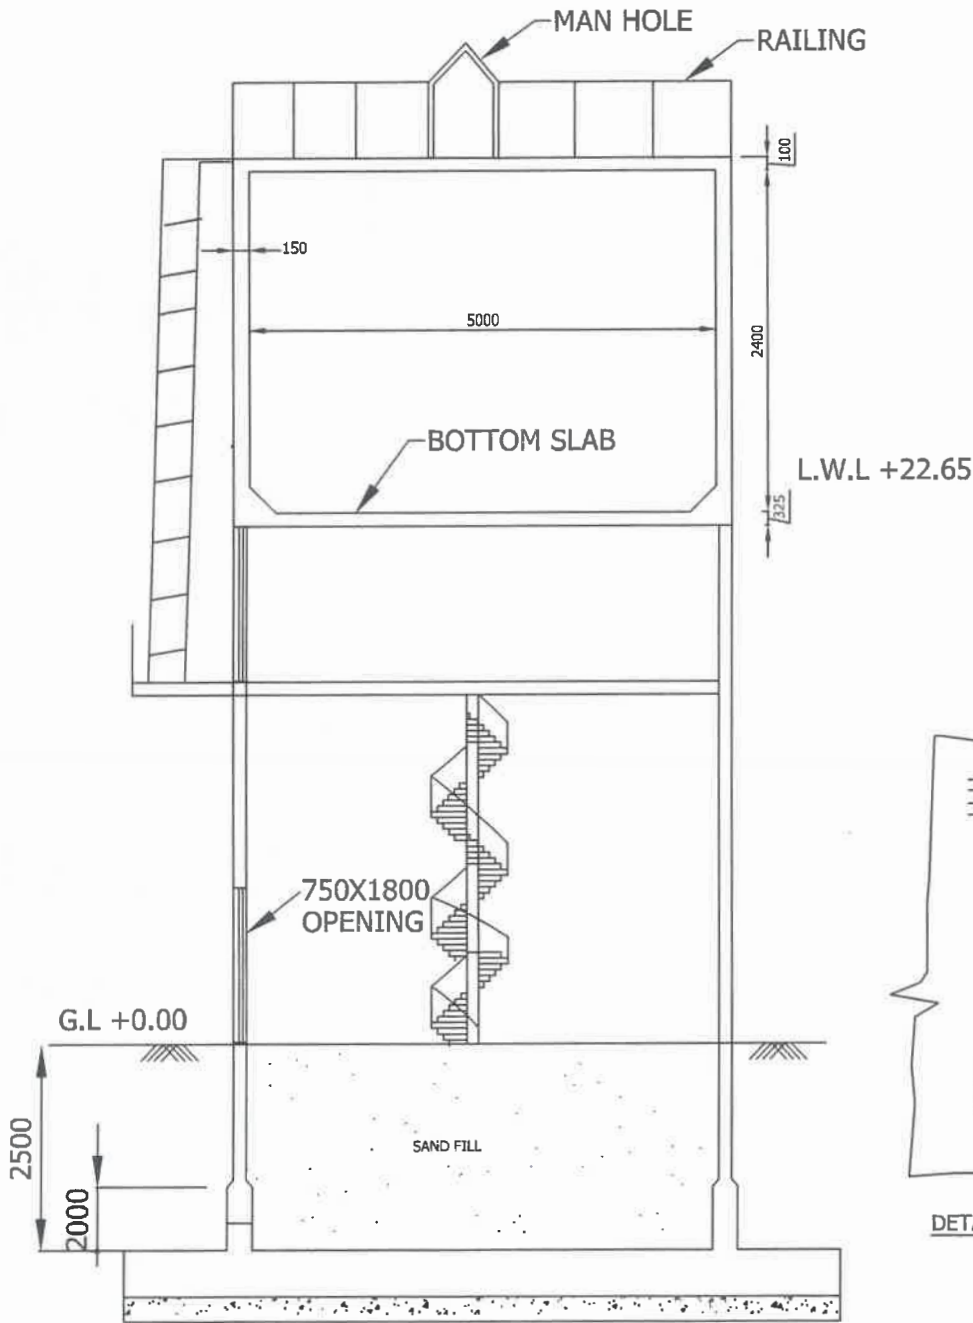 MAN HOLE
RAILING
100
150
5000
2400
BOTTOM SLAB
L.W.L +22.65
325
750X1800
OPENING
G.L +0.00
2500
2000
SAND FILL
DETA